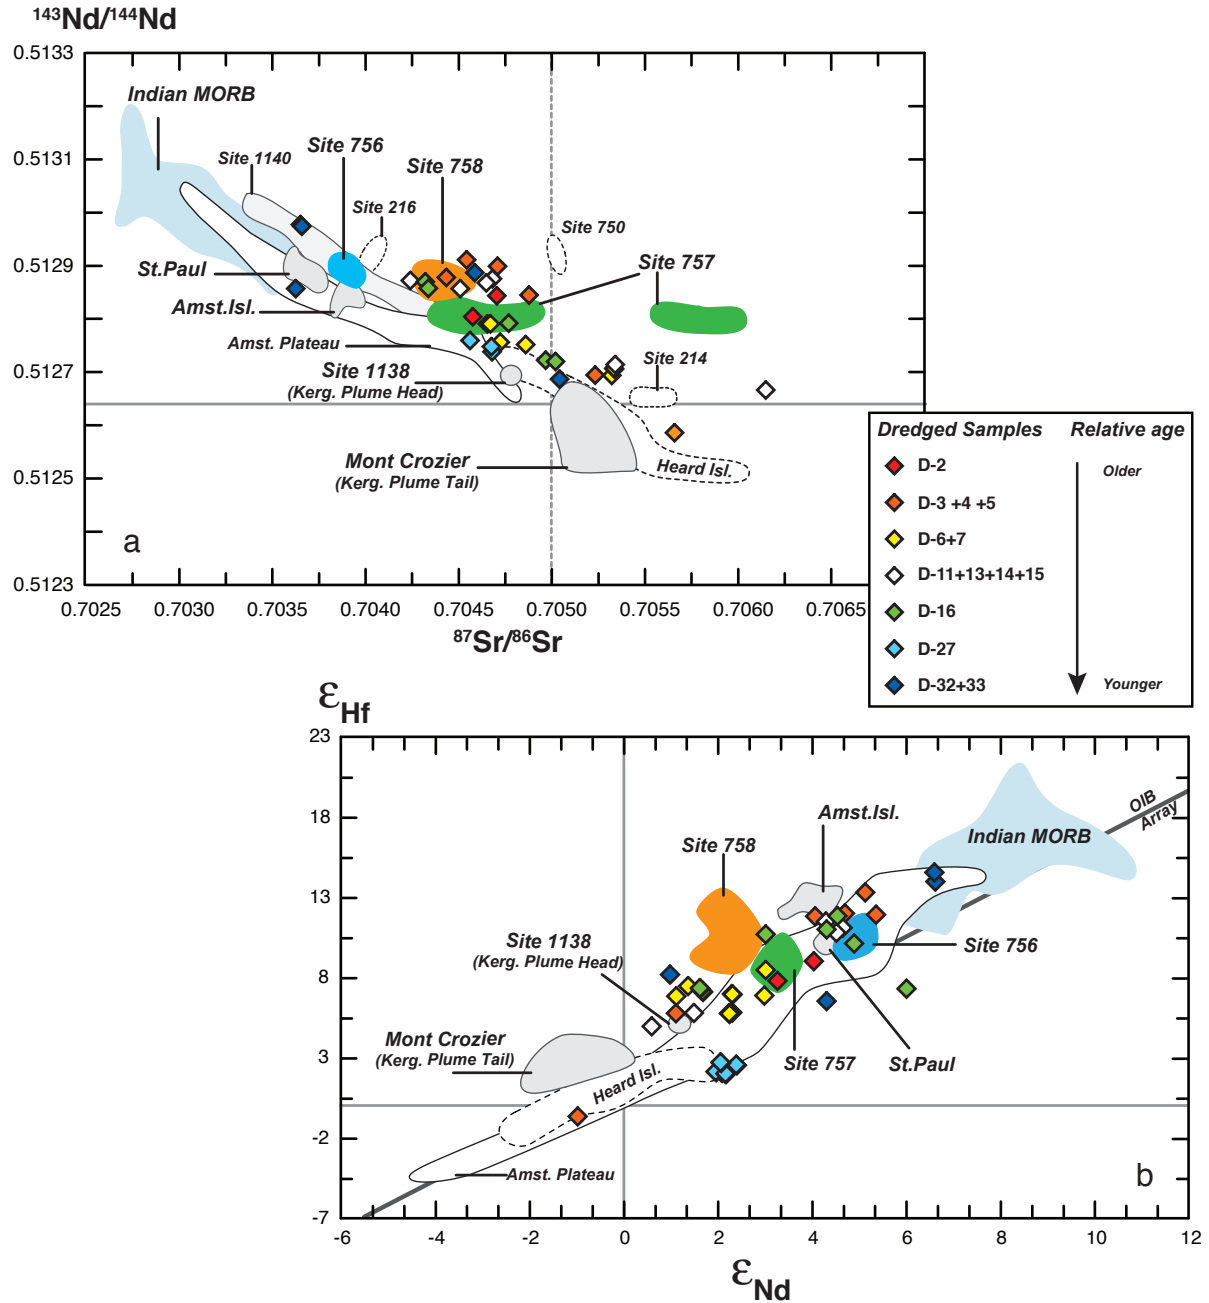 143Nd/144Nd
0.5133
0.5131
0.5129
0.5127
0.5125
0.5123
Indian MORB
Site 1140
Site 756
Site 758
Site 216
Site 750
St.Paul
Site 757
Amst.Isl.
Amst. Plateau
Site 1138
(Kerg. Plume Head)
Site 214
Mont Crozier
(Kerg. Plume Tail)
Heard Isl.
a
0.7025
0.7030
0.7035
0.7040
0.7045
0.7050
0.7055
0.7060
0.7065
87Sr/86Sr
Dredged Samples
Relative age
D-2
Older
D-3 +4 +5
D-6+7
D-11+13+14+15
D-16
D-27
D-32+33
Younger
εHf
23
18
13
8
3
-2
-7
OIB
Array
Amst.Isl.
Indian MORB
Site 758
Site 1138
(Kerg. Plume Head)
Site 756
Mont Crozier
(Kerg. Plume Tail)
Site 757
St.Paul
Heard Isl.
Amst. Plateau
b
-6
-4
-2
0
2
4
6
8
10
12
εNd